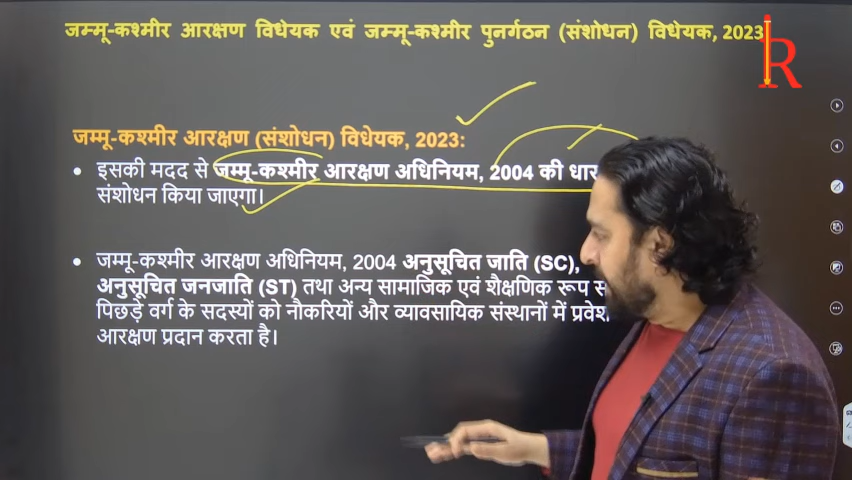 जम्मू-कश्मीर आरक्षण विधेयक एवं जम्मू-कश्मीर पुनर्गठन (संशोधन) विधेयक, 2023
R
जम्मू-कश्मीर आरक्षण (संशोधन) विधेयक, 2023:
• इसकी मदद से जम्मू-कश्मीर आरक्षण अधिनियम, 2004 की
संशोधन किया जाएगा।
• जम्मू-कश्मीर आरक्षण अधिनियम, 2004 अनुसूचित जाति (SC),
अनुसूचित जनजाति (ST) तथा अन्य सामाजिक एवं शैक्षणिक रूप
पिछड़े वर्ग के सदस्यों को नौकरियों और व्यावसायिक संस्थानों में प्रवेश
आरक्षण प्रदान करता है।